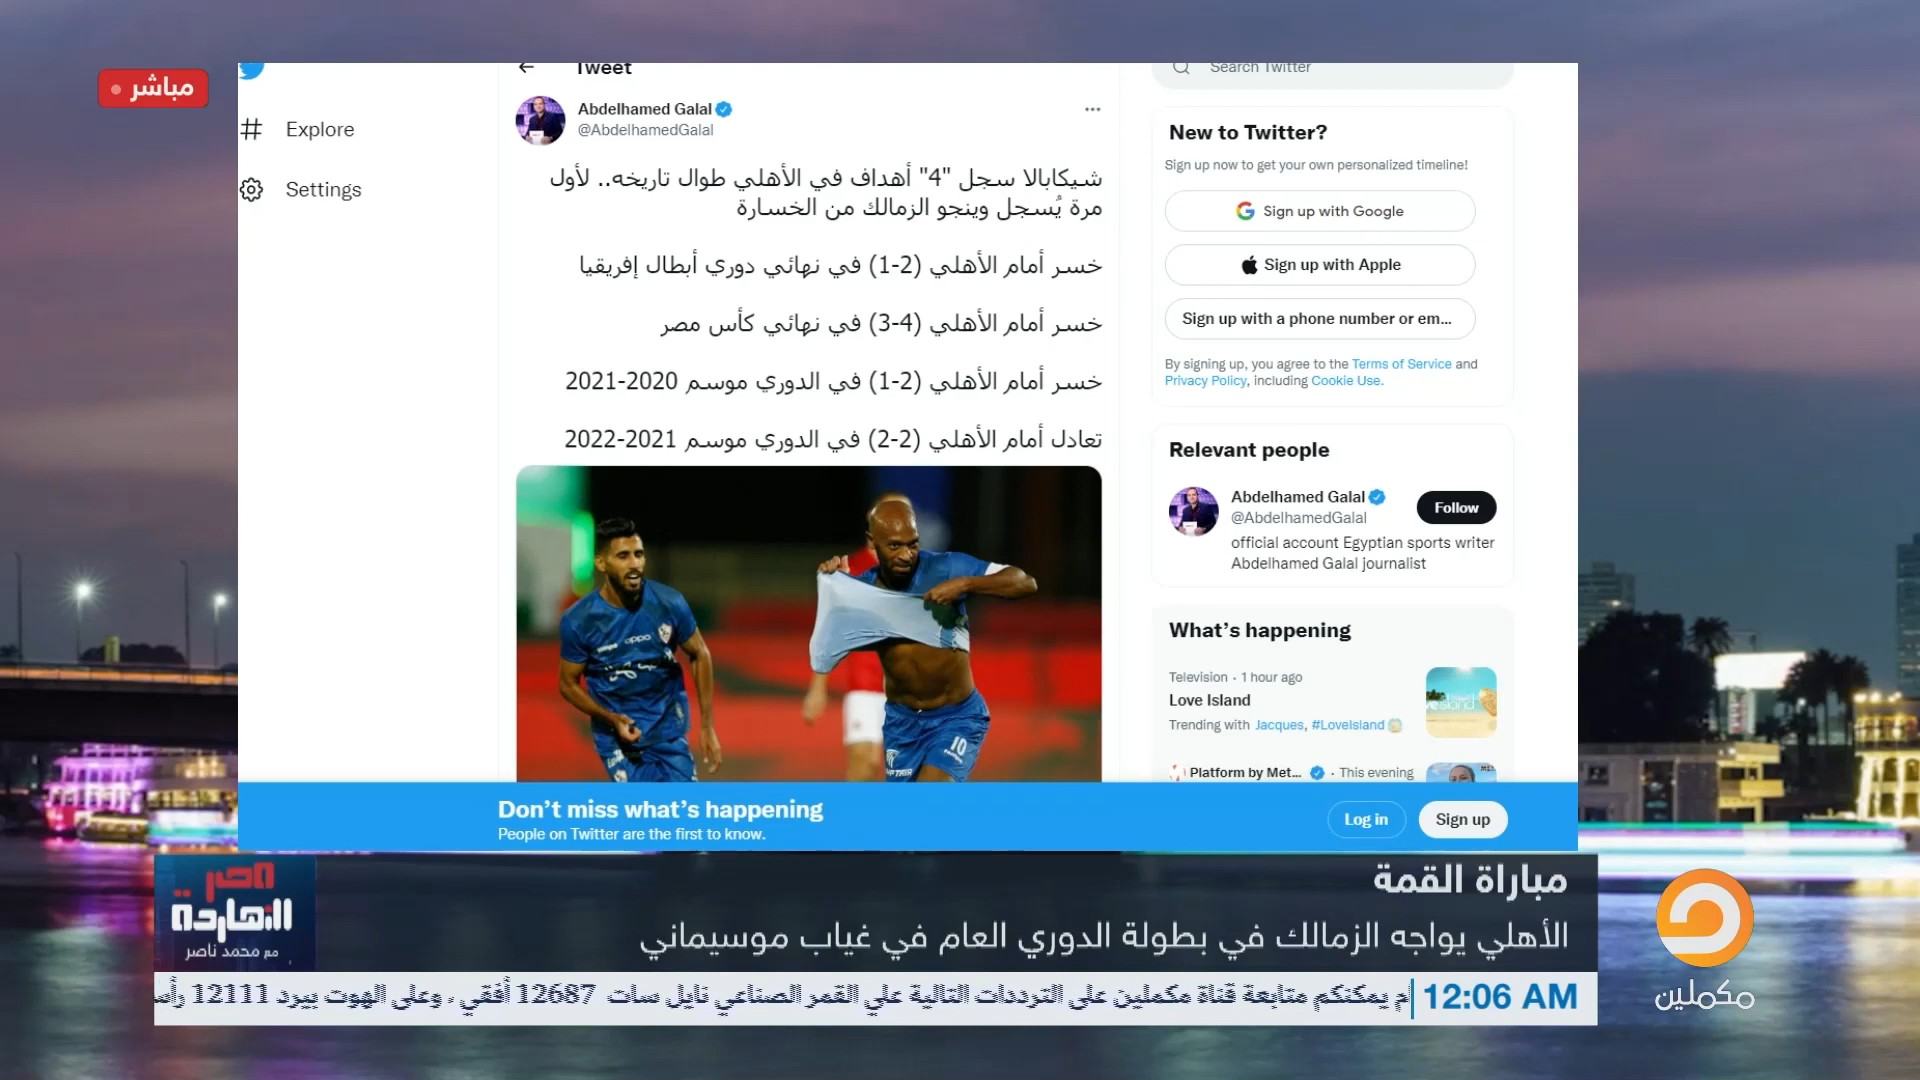 مباشر
Tweet
Search Twitter
Explore
Settings
Abdelhamed Galal
@AbdelhamedGalal
شيكابالا سجل "4" أهداف في الأهلي طوال تاريخه.. لأول
مرة يُسجل وينجو الزمالك من الخسارة
خسر أمام الأهلي (2-1) في نهائي دوري أبطال إفريقيا
خسر أمام الأهلي (4-3) في نهائي كأس مصر
خسر أمام الأهلي (2-1) في الدوري موسم 2020-2021
تعادل أمام الأهلي (2-2) في الدوري موسم 2021-2022
oppo
10
New to Twitter?
Sign up now to get your own personalized timeline!
Sign up with Google
Sign up with Apple
Sign up with a phone number or em...
By signing up, you agree to the Terms of Service and
Privacy Policy, including Cookie Use.
Relevant people
Abdelhamed Galal
@AbdelhamedGalal
Follow
official account Egyptian sports writer
Abdelhamed Galal journalist
What's happening
Television · 1 hour ago
Love Island
Trending with Jacques, #LoveIsland
Platform by Met... · This evening
Don't miss what's happening
People on Twitter are the first to know.
Log in
Sign up
مصر
النهاردة
مع محمد ناصر
مباراة القمة
الأهلي يواجه الزمالك في بطولة الدوري العام في غياب موسيماني
يمكنكم متابعة قناة مكملين على الترددات التالية علي القمر الصناعي نايل سات 12687 أفقي ، وعلى الهوت بيرد 12111
12:06 AM
مكملين